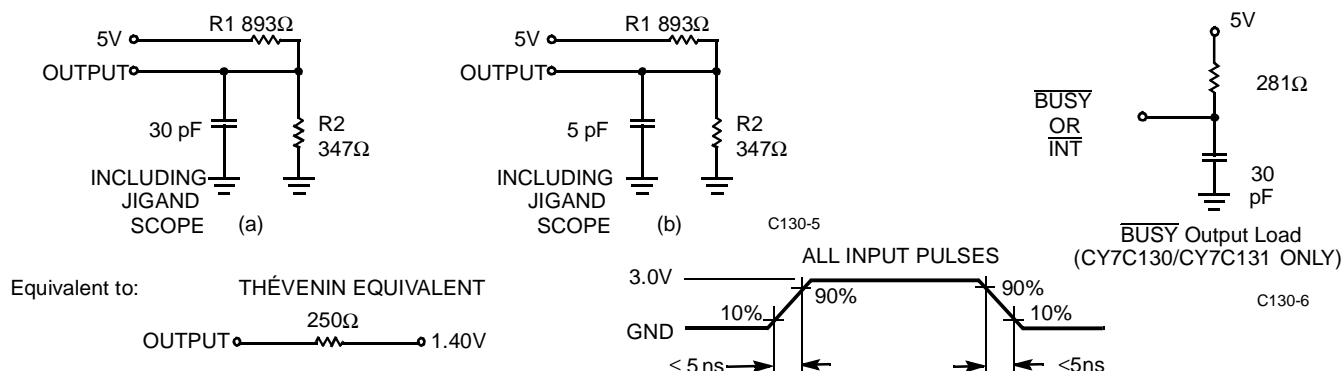 R1 893Ω
5V
OUTPUT
30 pF
R2
347Ω
INCLUDING
JIGAND
SCOPE
(a)
R1 893Ω
5V
OUTPUT
5 pF
R2
347Ω
INCLUDING
JIGAND
SCOPE
(b)
C130-5
5V
281Ω
BUSY
OR
INT
30
pF
BUSY Output Load
(CY7C130/CY7C131 ONLY)
C130-6
Equivalent to:
THÉVENIN EQUIVALENT
250Ω
OUTPUT
1.40V
ALL INPUT PULSES
3.0V
90%
90%
10%
10%
GND
< 5 ns
<5ns